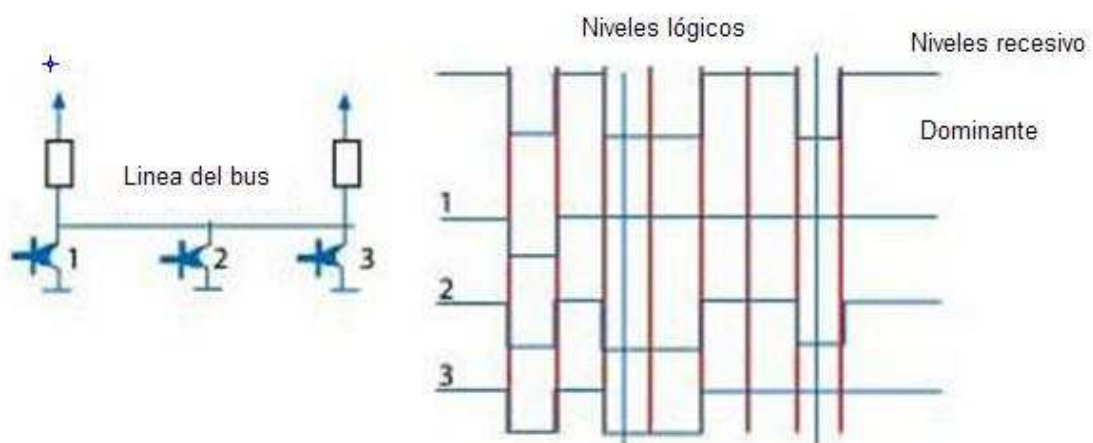 Niveles lógicos
Niveles recesivo
Dominante
Linea del bus
1
2
3
1
2
3